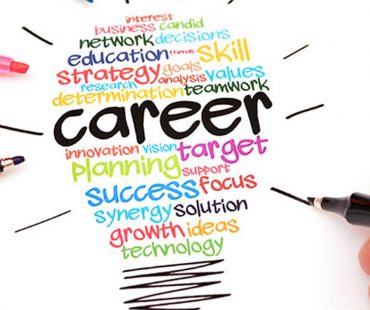 interest
business candid
network decisions
education friends skill
strategy goals
research analysis values
determination teamwork
career
innovation vision target
planning support
success focus
synergy solution
growth ideas
technology